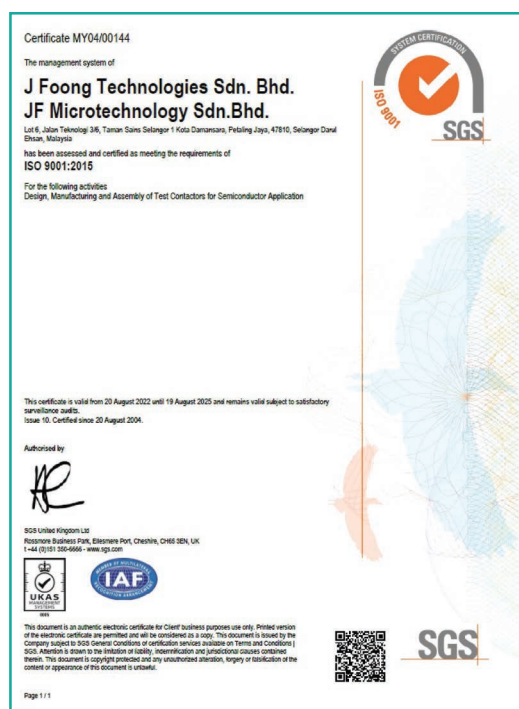 Certificate MY04/00144
The management system of
J Foong Technologies Sdn. Bhd.
JF Microtechnology Sdn.Bhd.
Lot 6, Jalan Teknologi 3/6, Taman Sains Selangor 1 Kota Damansara, Petaling Jaya, 47810, Selangor Darul
Ehsan, Malaysia
has been assessed and certified as meeting the requirements of
ISO 9001:2015
For the following activities
Design, Manufacturing and Assembly of Test Contactors for Semiconductor Application
SYSTEM CERTIFICATION
ISO 9001
SGS
This certificate is valid from 20 August 2022 until 19 August 2025 and remains valid subject to satisfactory
surveillance audits.
Issue 10. Certified since 20 August 2004.
Authorised by
SGS United Kingdom Ltd
Rossmore Business Park, Ellesmere Port, Cheshire, CH65 3EN, UK
t +44 (0)151 350-6666 - www.sgs.com
UKAS
MANAGEMENT
SYSTEMS
0005
MEMBER OF MULTILATERAL
IAF
RECOGNITION ARRANGEMENT
This document is an authentic electronic certificate for Client' business purposes use only. Printed version
of the electronic certificate are permitted and will be considered as a copy. This document is issued by the
Company subject to SGS General Conditions of certification services available on Terms and Conditions |
SGS. Attention is drawn to the limitation of liability, indemnification and jurisdictional clauses contained
therein. This document is copyright protected and any unauthorized alteration, forgery or falsification of the
content or appearance of this document is unlawful.
SGS
Page 1 / 1